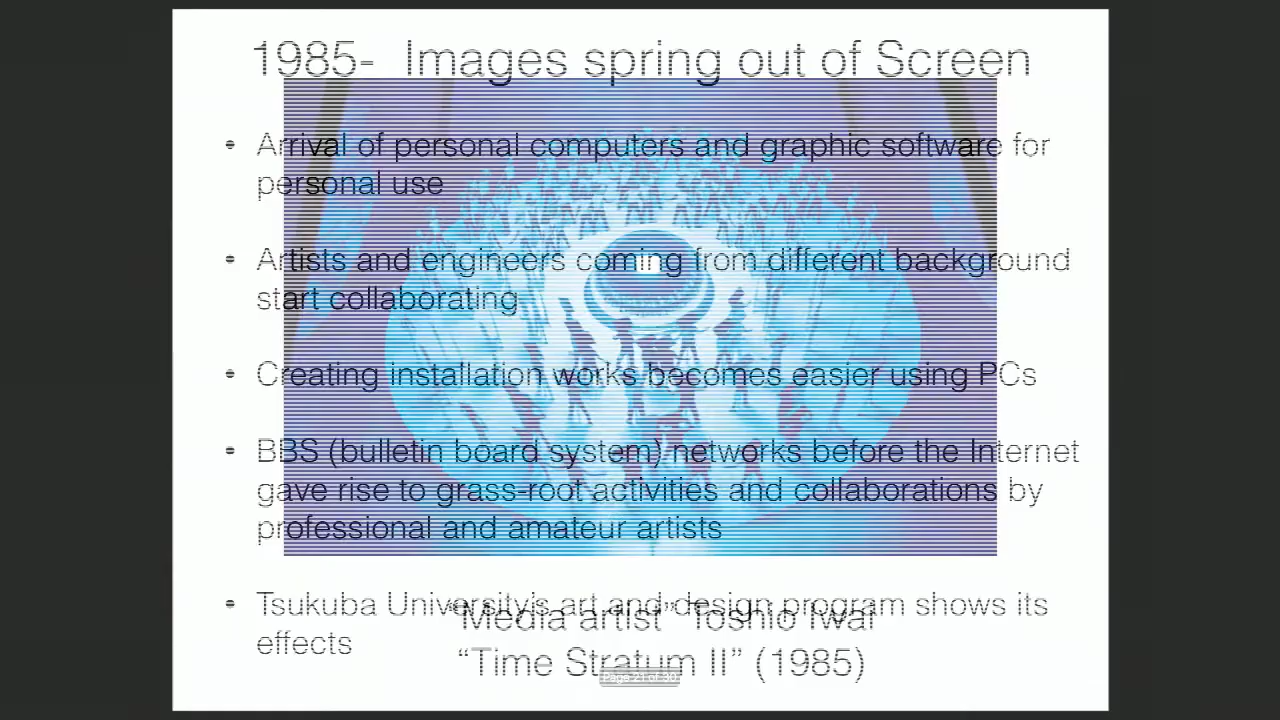 1985- Images spring out of Screen
• Arrival of personal computers and graphic software for
personal use
• Artists and engineers coming from different background
start collaborating
• Creating installation works becomes easier using PCs
• BBS (bulletin board system) networks before the Internet
gave rise to grass-root activities and collaborations by
professional and amateur artists
• Tsukuba University's art and design program shows its
effects
“Media artist” Toshio Iwai
“Time Stratum II” (1985)